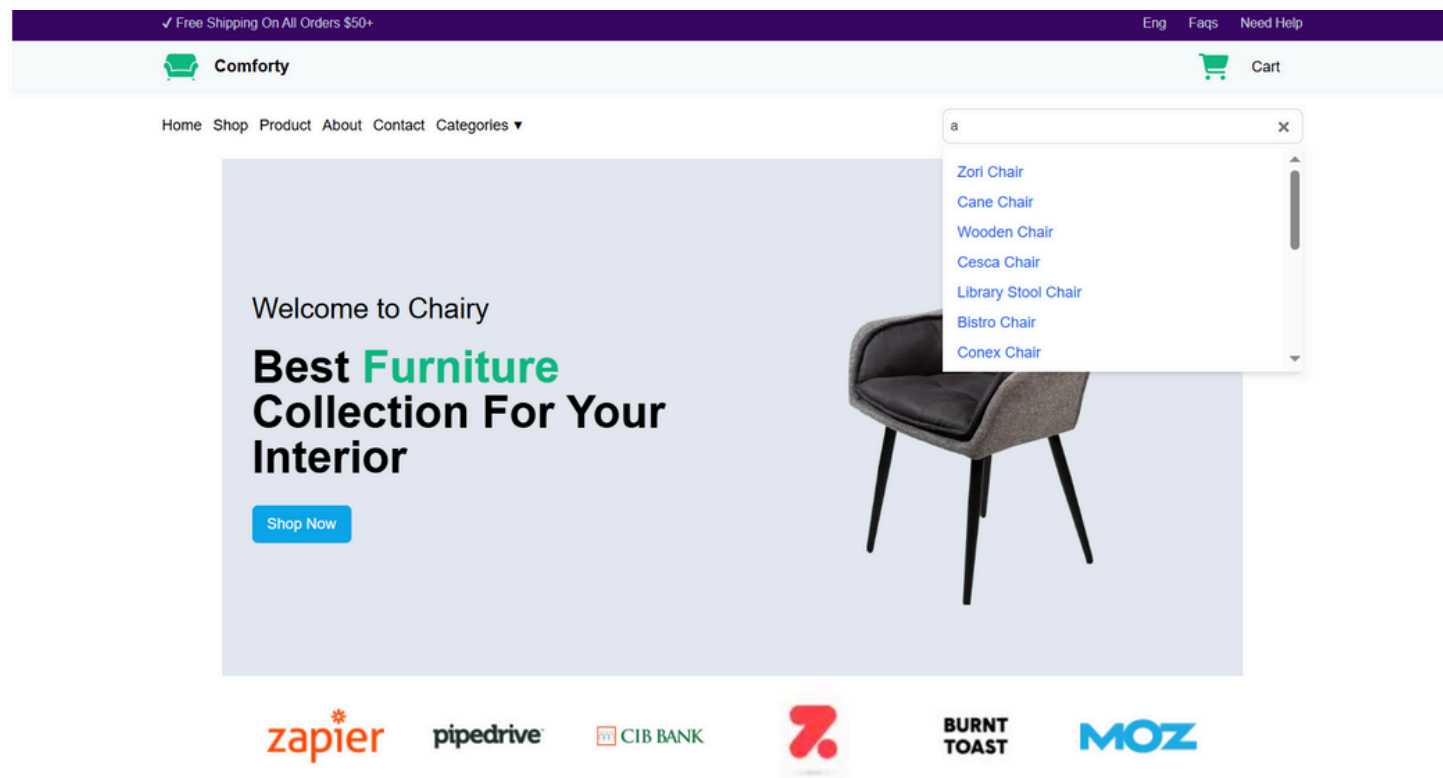 ✓ Free Shipping On All Orders $50+
Eng Faqs Need Help
Comforty
Cart
Home Shop Product About Contact Categories ▼
a
Zori Chair
Cane Chair
Wooden Chair
Cesca Chair
Library Stool Chair
Bistro Chair
Conex Chair
Welcome to Chairy
Best Furniture
Collection For Your
Interior
Shop Now
zapier
pipedrive
CIB BANK
BURNT
TOAST
MOZ